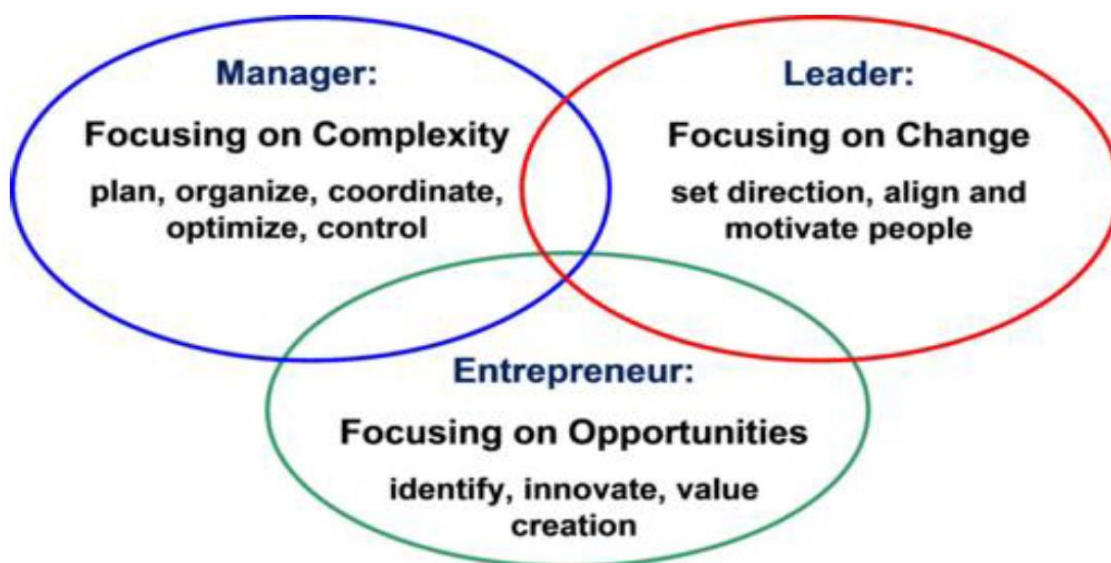 Manager:
Focusing on Complexity
plan, organize, coordinate,
optimize, control
Leader:
Focusing on Change
set direction, align and
motivate people
Entrepreneur:
Focusing on Opportunities
identify, innovate, value
creation